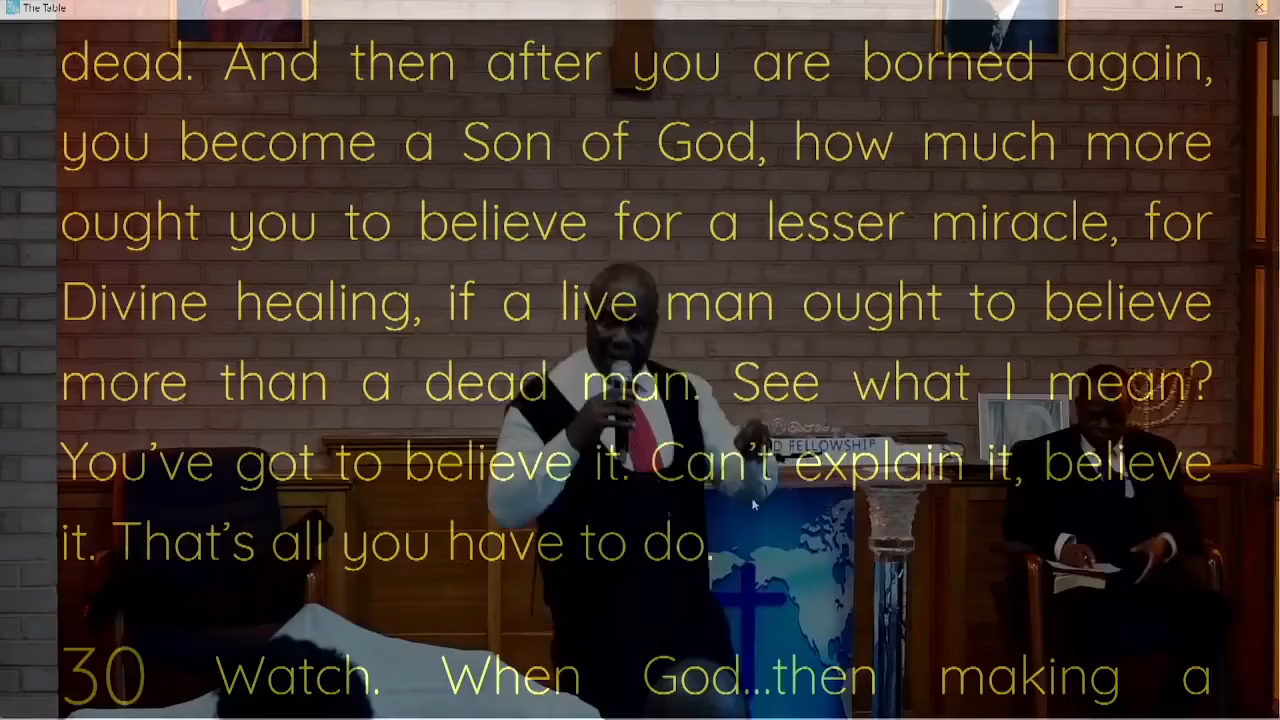 The Table
dead. And then after you are borned again,
you become a Son of God, how much more
ought you to believe for a lesser miracle, for
Divine healing, if a live man ought to believe
more than a dead man. See what I mean?
You've got to believe it. Can't explain it, believe
it. That's all you have to do.
D FELLOWSHIP
30 Watch. When God...then making a